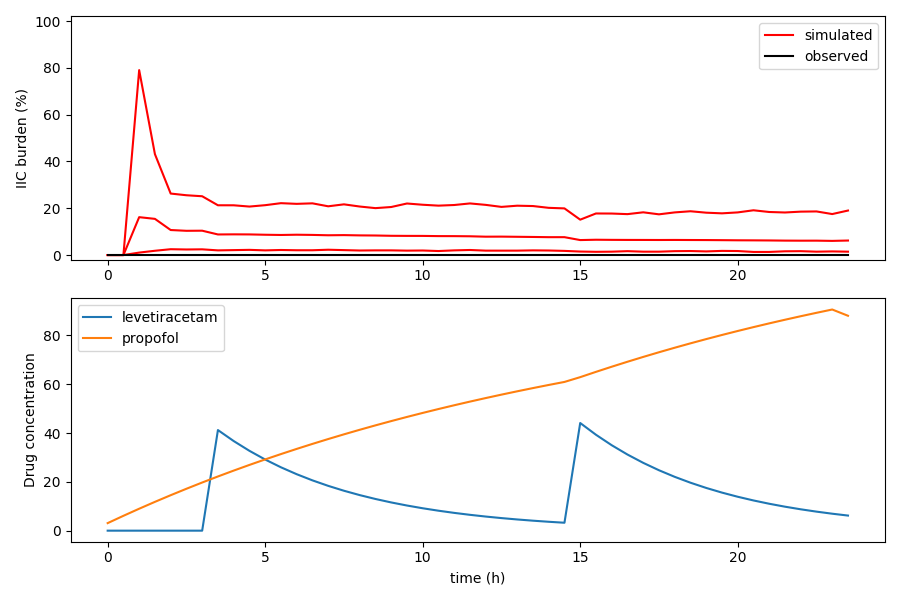 100
80
60
40
20
0
IIC burden (%)
simulated
observed
0 5 10 15 20
80
60
40
20
0
Drug concentration
levetiracetam
propofol
0 5 10 15 20
time (h)